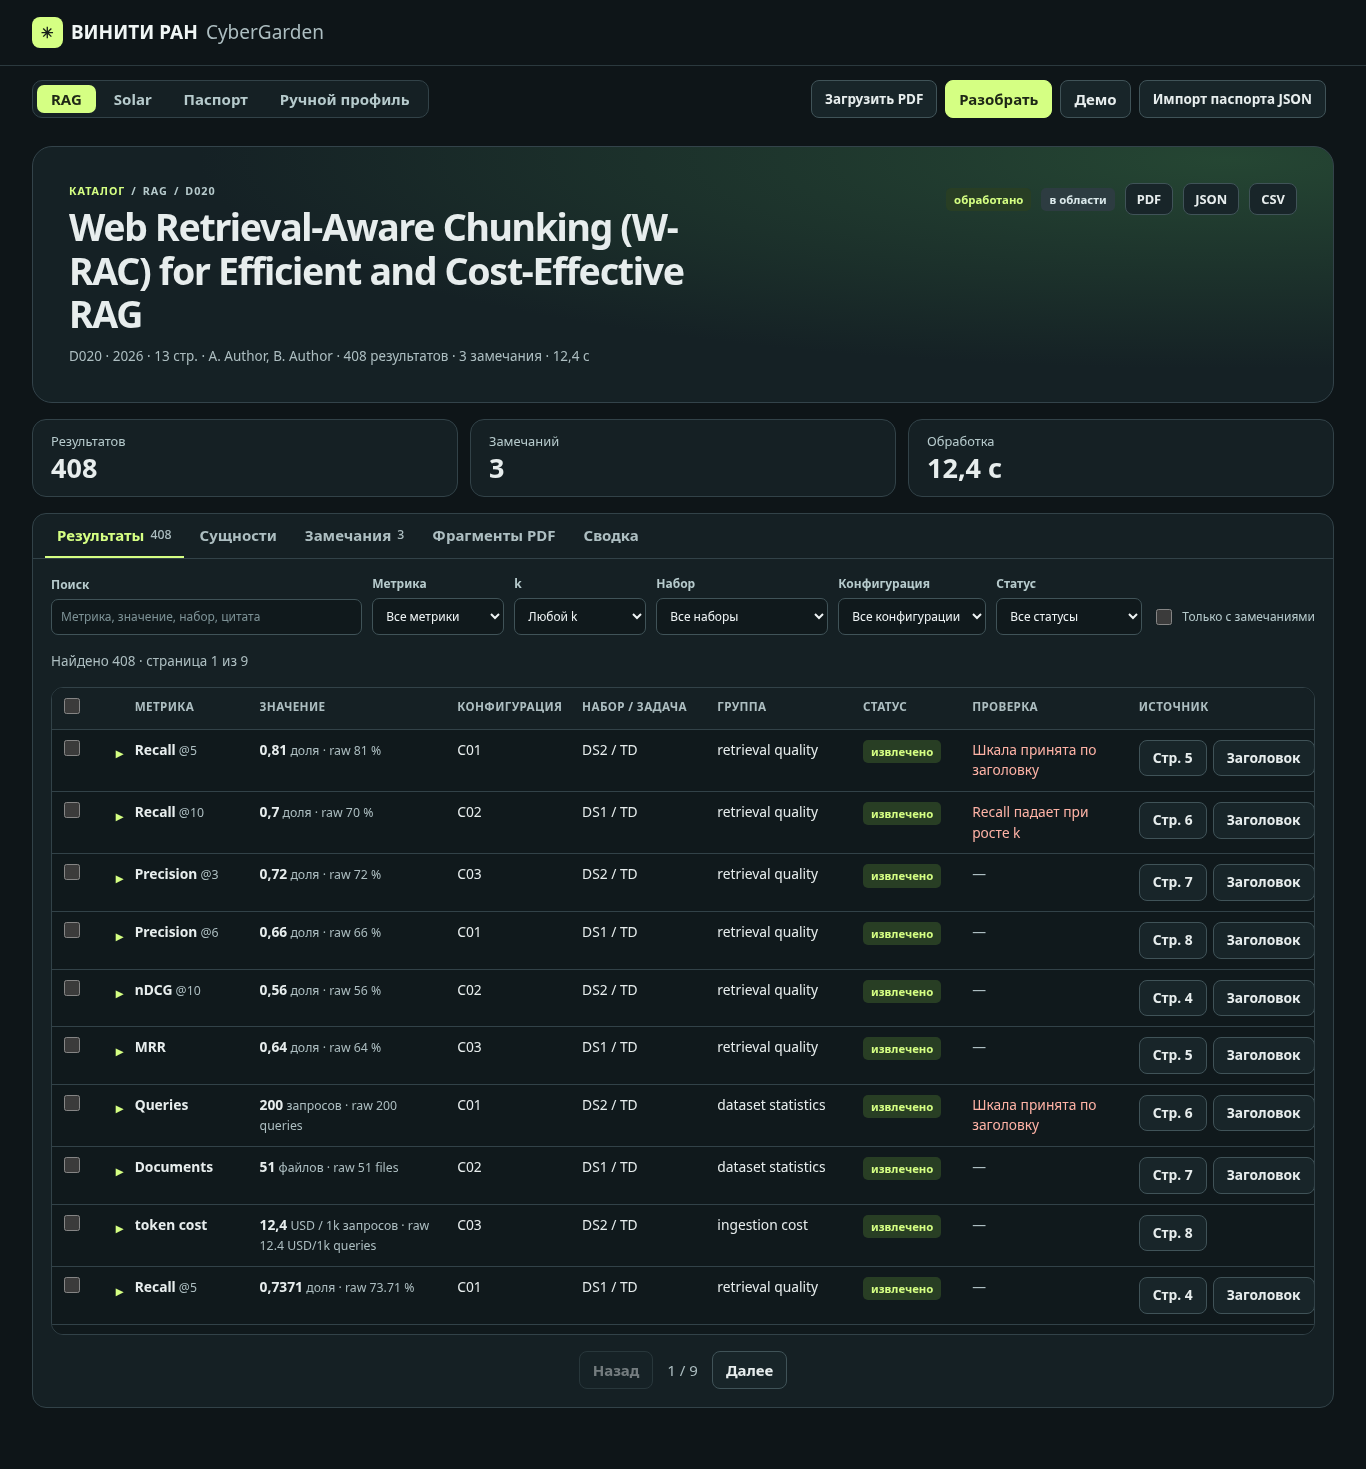 ВИНИТИ РАН CyberGarden
RAG Solar Паспорт Ручной профиль Загрузить PDF Разобрать Демо Импорт паспорта JSON
КАТАЛОГ / RAG / D020
обработано в области PDF JSON CSV
Web Retrieval-Aware Chunking (W-
RAC) for Efficient and Cost-Effective
RAG
D020 · 2026 · 13 стр. · A. Author, B. Author · 408 результатов · 3 замечания · 12,4 с
Результатов
408
Замечаний
3
Обработка
12,4 с
Результаты 408 Сущности Замечания 3 Фрагменты PDF Сводка
Поиск Метрика k Набор Конфигурация Статус
Метрика, значение, набор, цитата Все метрики Любой k Все наборы Все конфигурации Все статусы Только с замечаниями
Найдено 408 · страница 1 из 9
МЕТРИКА ЗНАЧЕНИЕ КОНФИГУРАЦИЯ НАБОР / ЗАДАЧА ГРУППА СТАТУС ПРОВЕРКА ИСТОЧНИК
Recall @5 0,81 доля · raw 81 % C01 DS2 / TD retrieval quality извлечено Шкала принята по Стр. 5 Заголовок
заголовку
Recall @10 0,7 доля · raw 70 % C02 DS1 / TD retrieval quality извлечено Recall падает при Стр. 6 Заголовок
росте k
Precision @3 0,72 доля · raw 72 % C03 DS2 / TD retrieval quality извлечено — Стр. 7 Заголовок
Precision @6 0,66 доля · raw 66 % C01 DS1 / TD retrieval quality извлечено — Стр. 8 Заголовок
nDCG @10 0,56 доля · raw 56 % C02 DS2 / TD retrieval quality извлечено — Стр. 4 Заголовок
MRR 0,64 доля · raw 64 % C03 DS1 / TD retrieval quality извлечено — Стр. 5 Заголовок
Queries 200 запросов · raw 200 C01 DS2 / TD dataset statistics извлечено Шкала принята по Стр. 6 Заголовок
queries заголовку
Documents 51 файлов · raw 51 files C02 DS1 / TD dataset statistics извлечено — Стр. 7 Заголовок
token cost 12,4 USD / 1k запросов · raw C03 DS2 / TD ingestion cost извлечено — Стр. 8
12.4 USD/1k queries
Recall @5 0,7371 доля · raw 73.71 % C01 DS1 / TD retrieval quality извлечено — Стр. 4 Заголовок
Назад 1 / 9 Далее